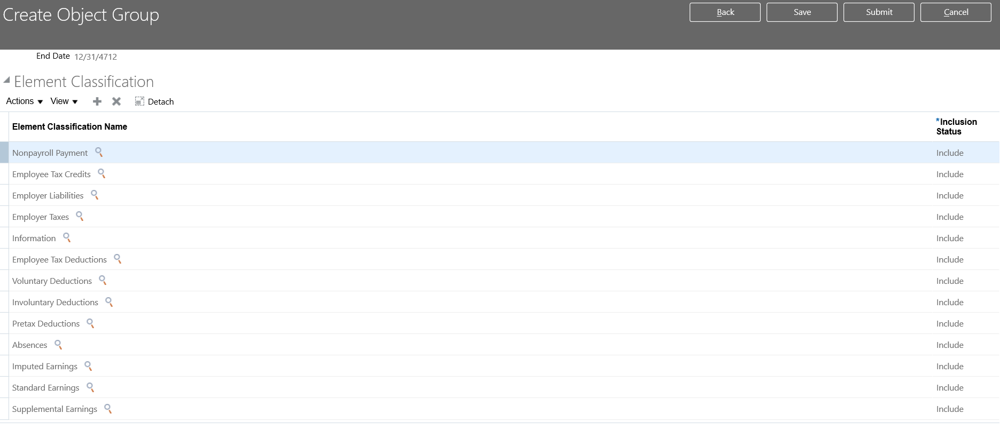 Create Object Group
Back Save Submit Cancel
End Date 12/31/4712
Element Classification
Actions View Detach
Element Classification Name *Inclusion
Status
Nonpayroll Payment Include
Employee Tax Credits Include
Employer Liabilities Include
Employer Taxes Include
Information Include
Employee Tax Deductions Include
Voluntary Deductions Include
Involuntary Deductions Include
Pretax Deductions Include
Absences Include
Imputed Earnings Include
Standard Earnings Include
Supplemental Earnings Include